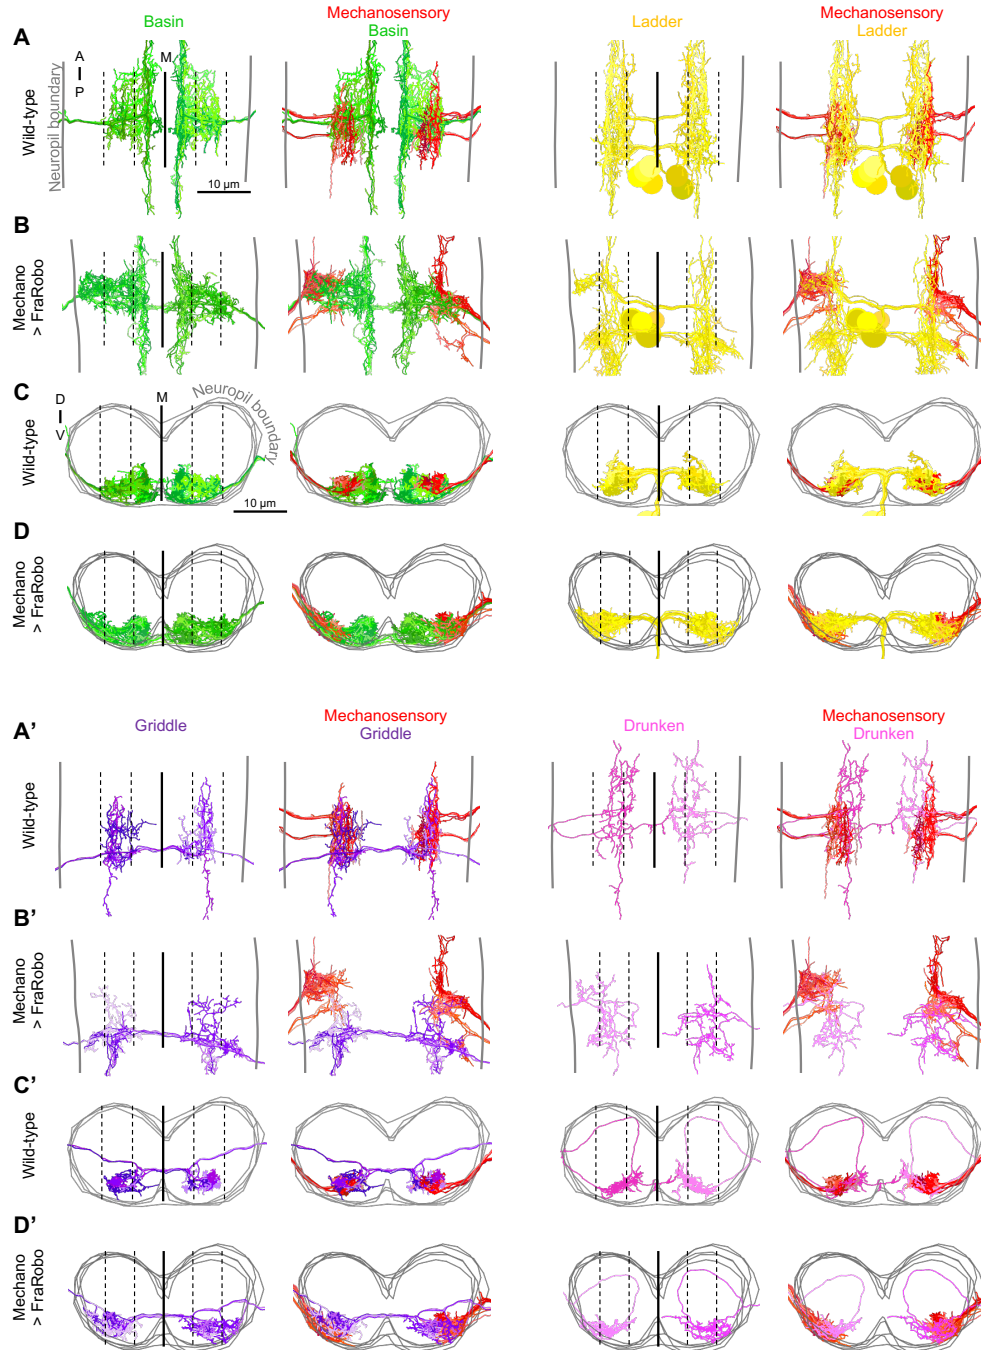 Basin
Mechanosensory
Basin
Ladder
Mechanosensory
Ladder
A
A
P
M
Wild-type
Neuropil boundary
10 µm
B
Mechano
> FraRobo
C
D
V
M
Neuropil boundary
Wild-type
10 µm
D
Mechano
> FraRobo
Griddle
Mechanosensory
Griddle
Drunken
Mechanosensory
Drunken
A'
Wild-type
B'
Mechano
> FraRobo
C'
Wild-type
D'
Mechano
> FraRobo